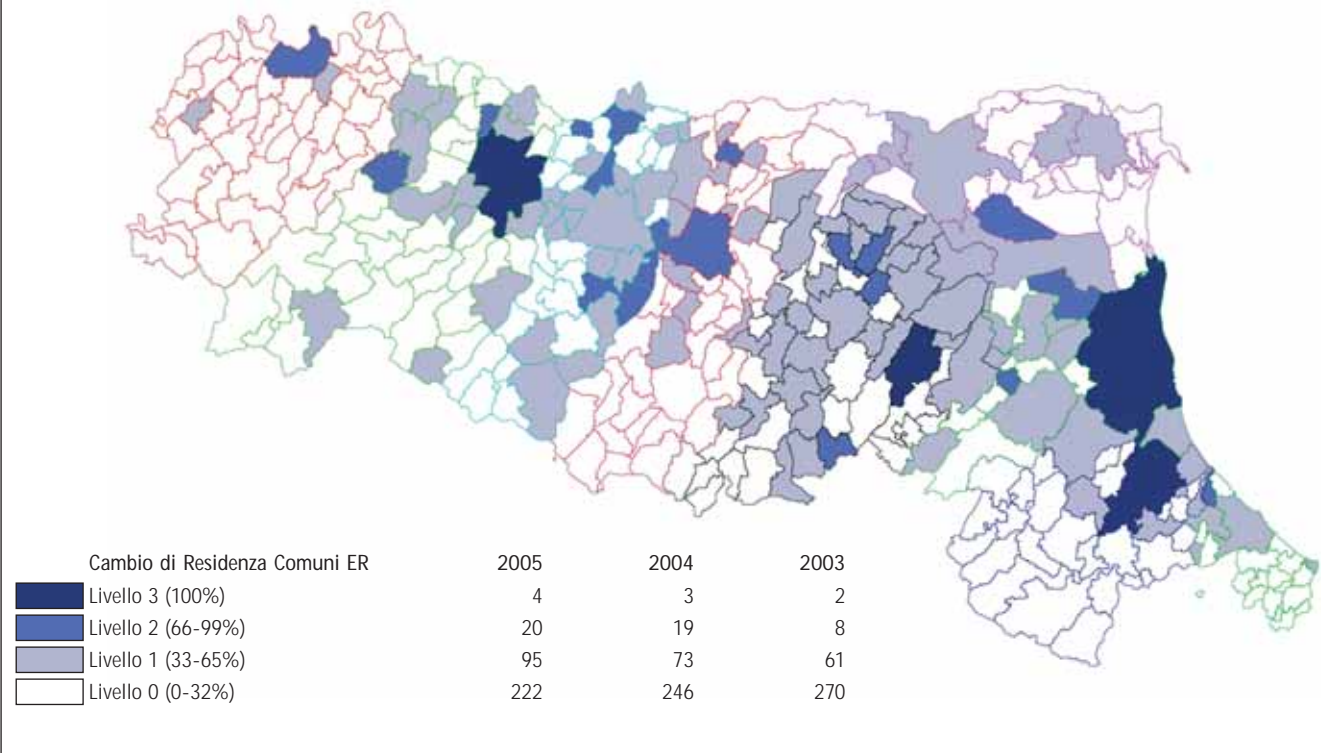 Cambio di Residenza Comuni ER 2005 2004 2003
Livello 3 (100%) 4 3 2
Livello 2 (66-99%) 20 19 8
Livello 1 (33-65%) 95 73 61
Livello 0 (0-32%) 222 246 270